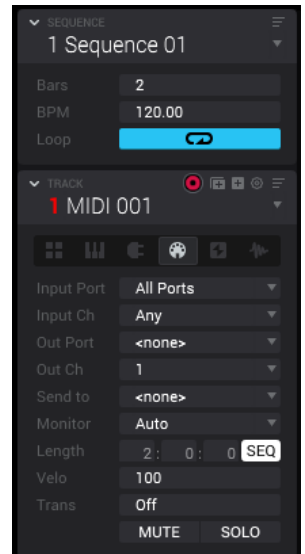 SEQUENCE
1 Sequence 01
Bars 2
BPM 120.00
Loop
TRACK
1 MIDI 001
Input Port All Ports
Input Ch Any
Out Port <none>
Out Ch 1
Send to <none>
Monitor Auto
Length 2: 0: 0 SEQ
Velo 100
Trans Off
MUTE SOLO